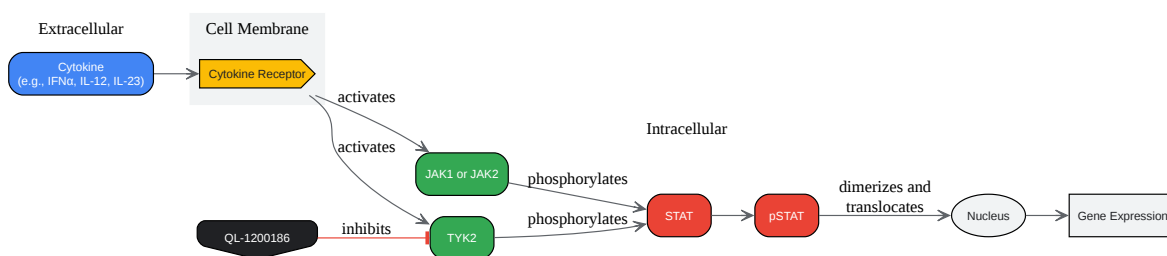 Extracellular
Cell Membrane
Cytokine
(e.g., IFNα, IL-12, IL-23)
Cytokine Receptor
activates
Intracellular
activates
JAK1 or JAK2
phosphorylates
dimerizes and
translocates
phosphorylates
STAT
pSTAT
Nucleus
Gene Expression
QL-1200186
inhibits
TYK2